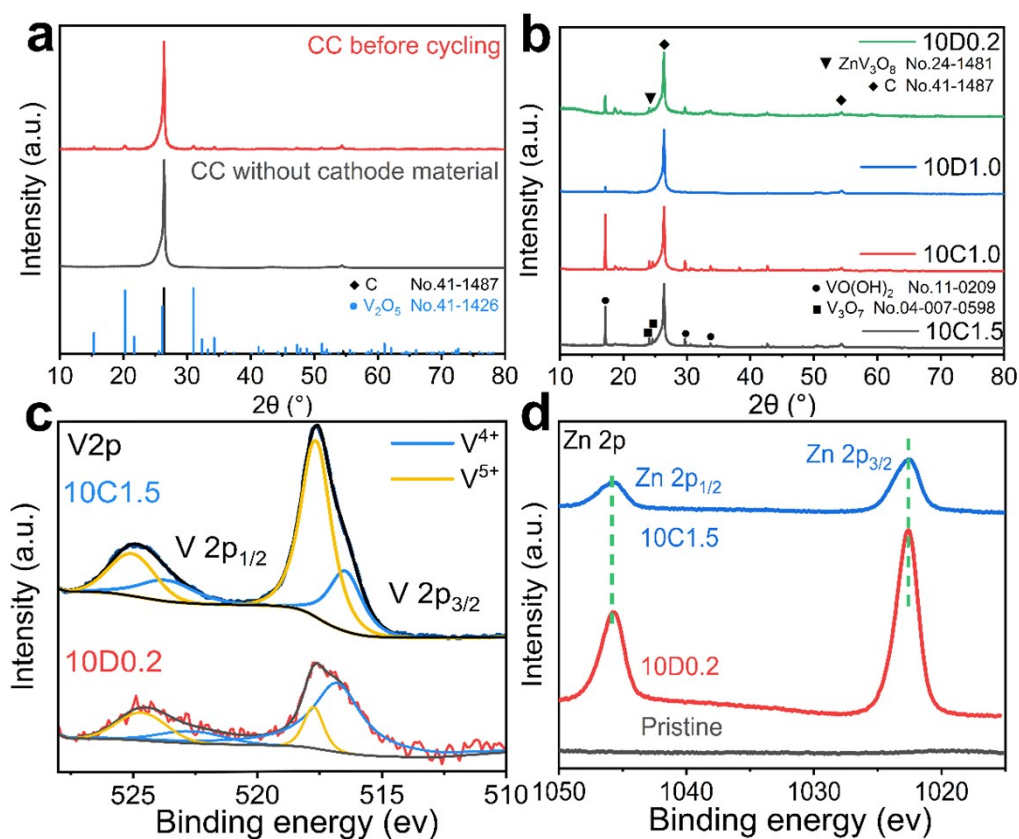 a
CC before cycling
CC without cathode material
◆ C No.41-1487
● V₂O₅ No.41-1426
Intensity (a.u.)
10 20 30 40 50 60 70 80
2θ (°)
b
10D0.2
▼ ZnV₃O₈ No.24-1481
◆ C No.41-1487
10D1.0
10C1.0
● VO(OH)₂ No.11-0209
■ V₃O₇ No.04-007-0598
10C1.5
Intensity (a.u.)
10 20 30 40 50 60 70 80
2θ (°)
c
V2p
V⁴⁺
V⁵⁺
10C1.5
V 2p₁/₂
V 2p₃/₂
10D0.2
Intensity (a.u.)
525 520 515 510
Binding energy (ev)
d
Zn 2p
Zn 2p₃/₂
Zn 2p₁/₂
10C1.5
10D0.2
Pristine
Intensity (a.u.)
1050 1040 1030 1020
Binding energy (ev)